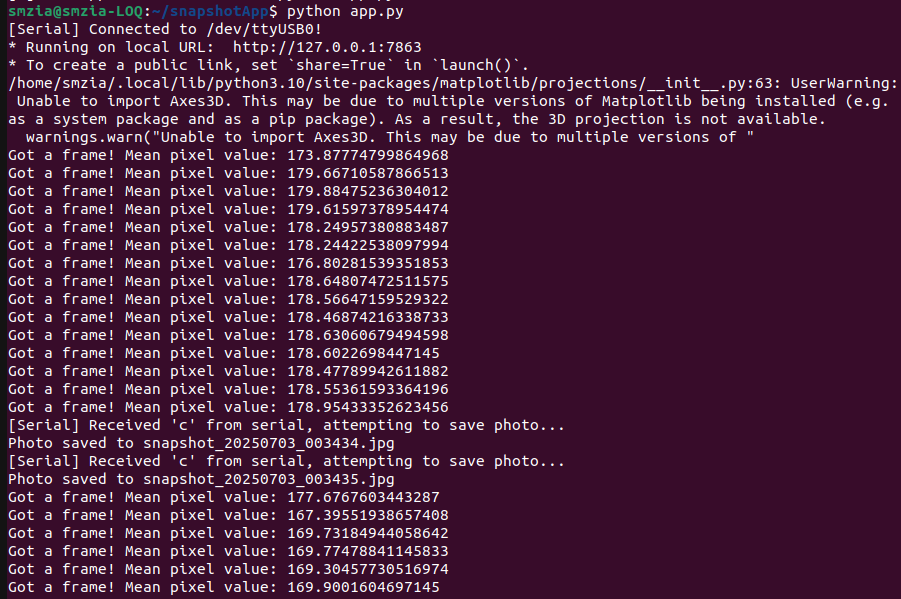 smzia@smzia-LOQ:~/snapshotApp$ python app.py
[Serial] Connected to /dev/ttyUSB0!
* Running on local URL:  http://127.0.0.1:7863
* To create a public link, set `share=True` in `launch()`.
/home/smzia/.local/lib/python3.10/site-packages/matplotlib/projections/__init__.py:63: UserWarning:
 Unable to import Axes3D. This may be due to multiple versions of Matplotlib being installed (e.g.
as a system package and as a pip package). As a result, the 3D projection is not available.
  warnings.warn("Unable to import Axes3D. This may be due to multiple versions of "
Got a frame! Mean pixel value: 173.87774799864968
Got a frame! Mean pixel value: 179.66710587866513
Got a frame! Mean pixel value: 179.88475236304012
Got a frame! Mean pixel value: 179.61597378954474
Got a frame! Mean pixel value: 178.24957380883487
Got a frame! Mean pixel value: 178.24422538097994
Got a frame! Mean pixel value: 176.80281539351853
Got a frame! Mean pixel value: 178.64807472511575
Got a frame! Mean pixel value: 178.56647159529322
Got a frame! Mean pixel value: 178.46874216338733
Got a frame! Mean pixel value: 178.63060679494598
Got a frame! Mean pixel value: 178.6022698447145
Got a frame! Mean pixel value: 178.47789942611882
Got a frame! Mean pixel value: 178.55361593364196
Got a frame! Mean pixel value: 178.95433352623456
[Serial] Received 'c' from serial, attempting to save photo...
Photo saved to snapshot_20250703_003434.jpg
[Serial] Received 'c' from serial, attempting to save photo...
Photo saved to snapshot_20250703_003435.jpg
Got a frame! Mean pixel value: 177.6767603443287
Got a frame! Mean pixel value: 167.39551938657408
Got a frame! Mean pixel value: 169.73184944058642
Got a frame! Mean pixel value: 169.77478841145833
Got a frame! Mean pixel value: 169.30457730516974
Got a frame! Mean pixel value: 169.9001604697145